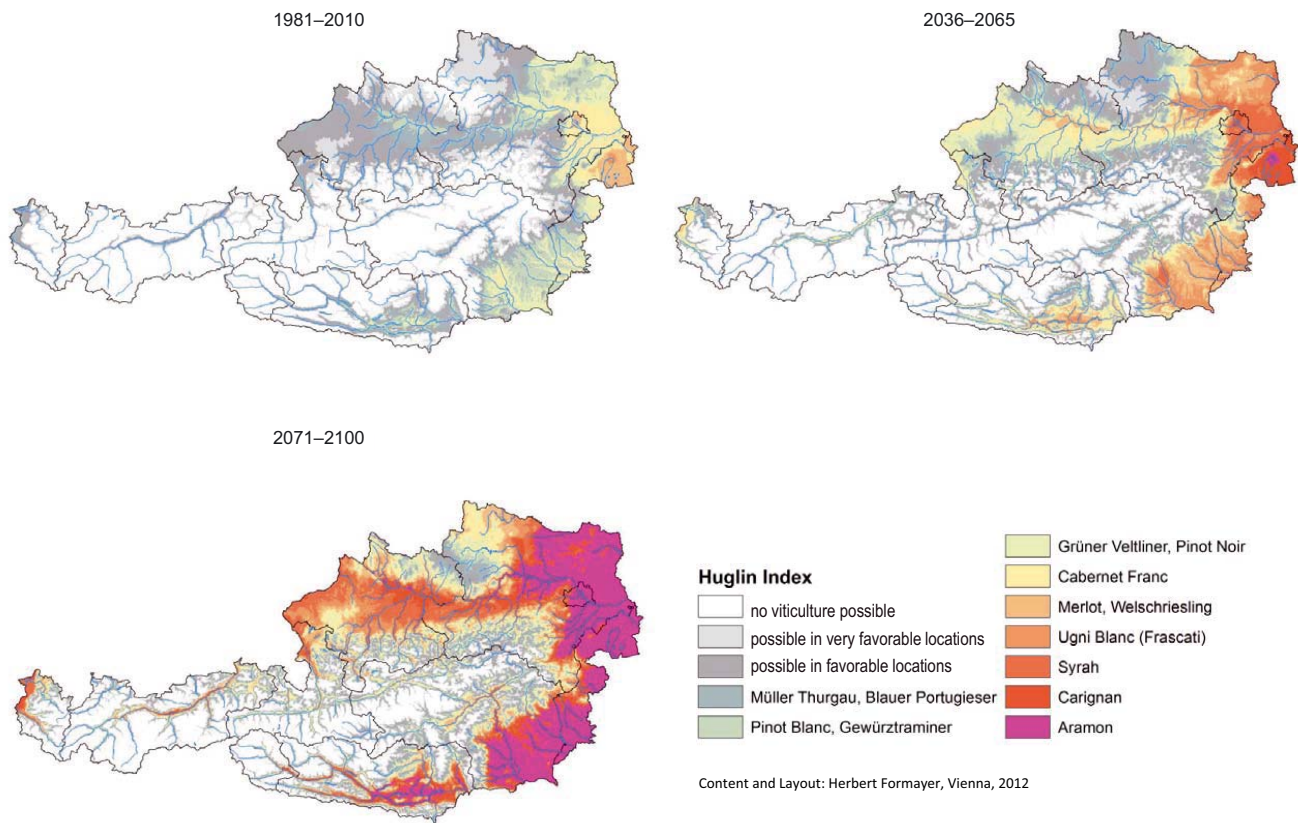 1981–2010
2036–2065
2071–2100
Huglin Index
no viticulture possible
possible in very favorable locations
possible in favorable locations
Müller Thurgau, Blauer Portugieser
Pinot Blanc, Gewürztraminer
Grüner Veltliner, Pinot Noir
Cabernet Franc
Merlot, Welschriesling
Ugni Blanc (Frascati)
Syrah
Carignan
Aramon
Content and Layout: Herbert Formayer, Vienna, 2012